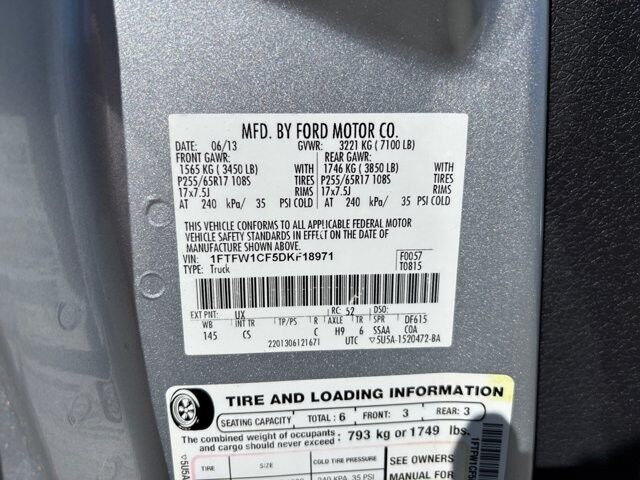 MFD. BY FORD MOTOR CO.
DATE: 06/13 GVWR: 3221 KG (7100 LB)
FRONT GAWR: REAR GAWR:
1565 KG (3450 LB) WITH 1746 KG (3850 LB) WITH
P255/65R17 108S TIRES P255/65R17 108S TIRES
17x7.5J RIMS 17x7.5J RIMS
AT 240 kPa/ 35 PSI COLD AT 240 kPa/ 35 PSI COLD
THIS VEHICLE CONFORMS TO ALL APPLICABLE FEDERAL MOTOR
VEHICLE SAFETY STANDARDS IN EFFECT ON THE DATE OF
MANUFACTURE SHOWN ABOVE.
VIN: 1FTFW1CF5DKF18971 F0057
TYPE: Truck T0815
EXT PNT: UX RC: 52 DSO:
WB INT TR TP/PS R AXLE TR SPR DF615
145 CS C H9 6 SSAA COA
2201306121671 UTC ▽5U5A-1520472-BA
TIRE AND LOADING INFORMATION
SEATING CAPACITY TOTAL: 6 FRONT: 3 REAR: 3
The combined weight of occupants and cargo should never exceed: 793 kg or 1749 lbs.
TIRE SIZE COLD TIRE PRESSURE SEE OWNERS
240 KPA, 35 PSI MANUAL FOR
▽5U5A
1FTFW1CF5